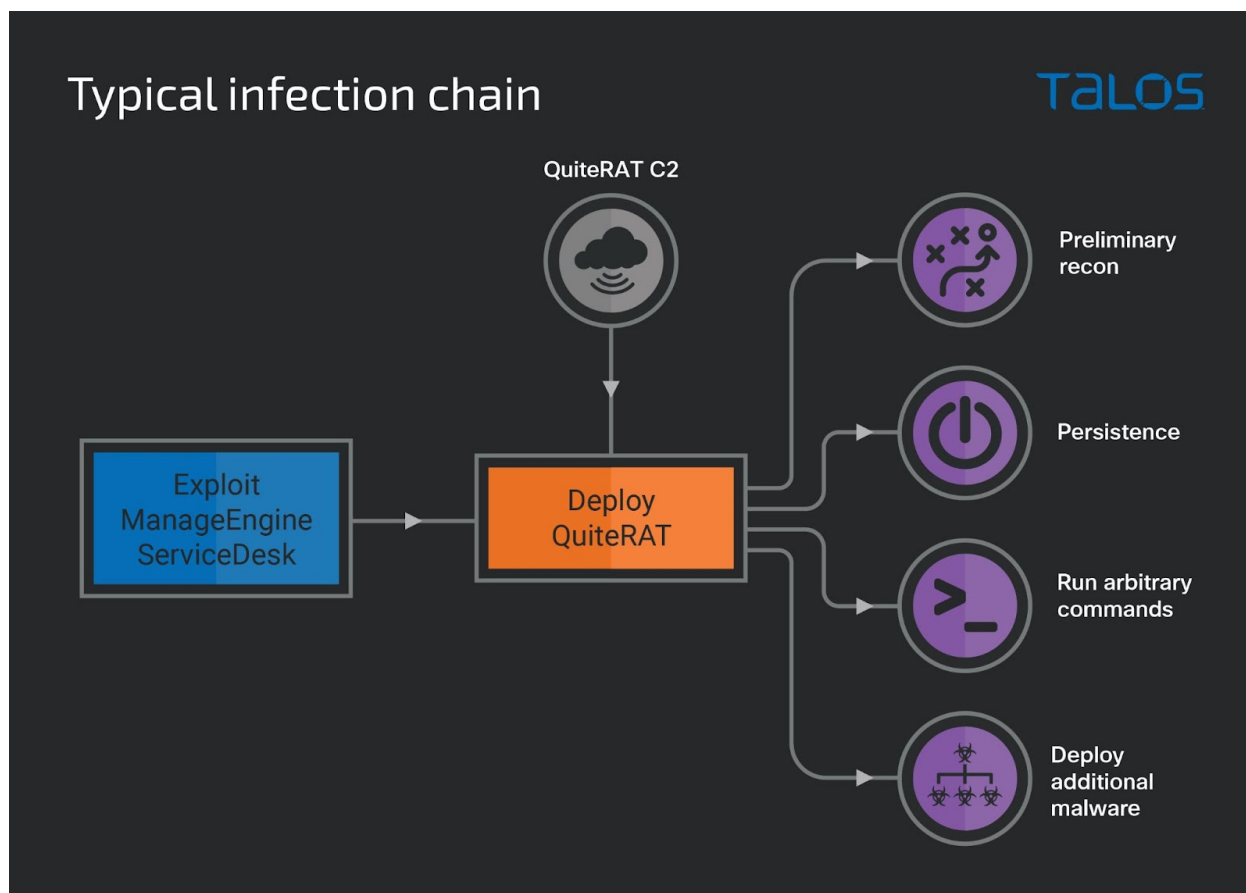 Typical infection chain
TALOS
QuiteRAT C2
Preliminary
recon
Persistence
Exploit
ManageEngine
ServiceDesk
Deploy
QuiteRAT
Run arbitrary
commands
Deploy
additional
malware